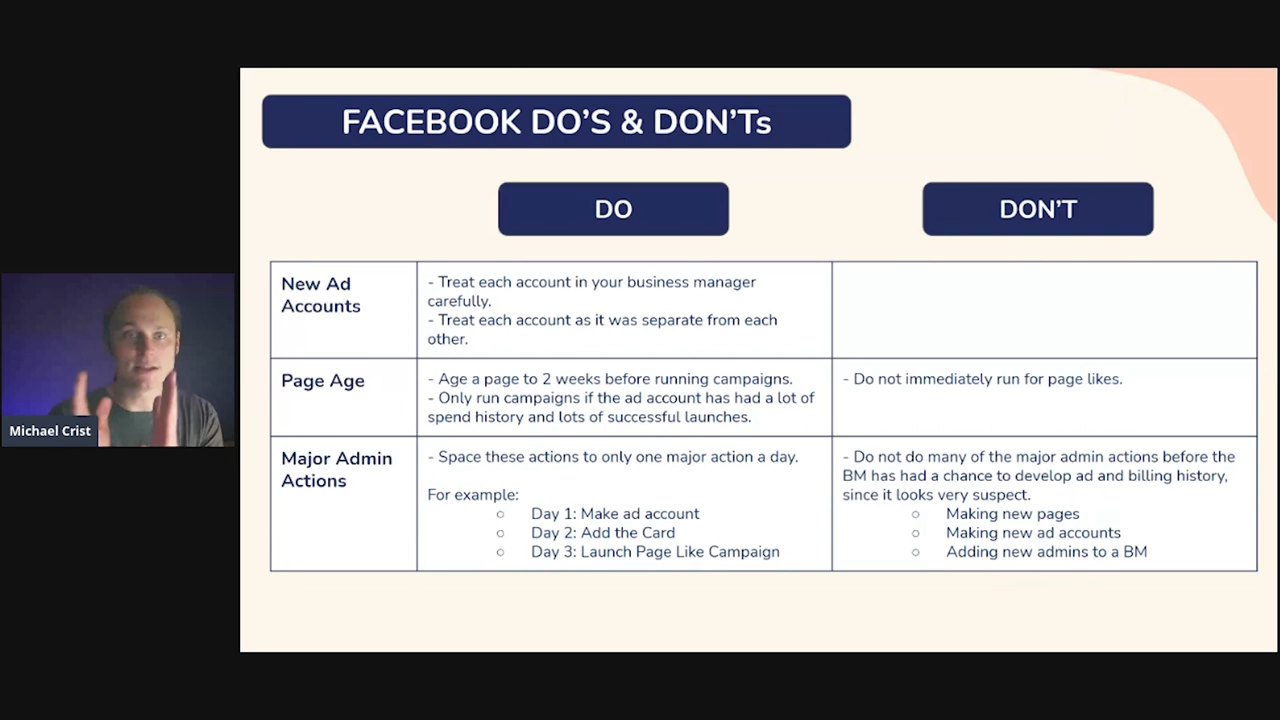 FACEBOOK DO'S & DON'Ts
DO
DON'T
New Ad
Accounts
- Treat each account in your business manager
carefully.
- Treat each account as it was separate from each
other.
Page Age
- Age a page to 2 weeks before running campaigns.
- Only run campaigns if the ad account has had a lot of
spend history and lots of successful launches.
- Do not immediately run for page likes.
Major Admin
Actions
- Space these actions to only one major action a day.
For example:
○ Day 1: Make ad account
○ Day 2: Add the Card
○ Day 3: Launch Page Like Campaign
- Do not do many of the major admin actions before the
BM has had a chance to develop ad and billing history,
since it looks very suspect.
○ Making new pages
○ Making new ad accounts
○ Adding new admins to a BM
Michael Crist